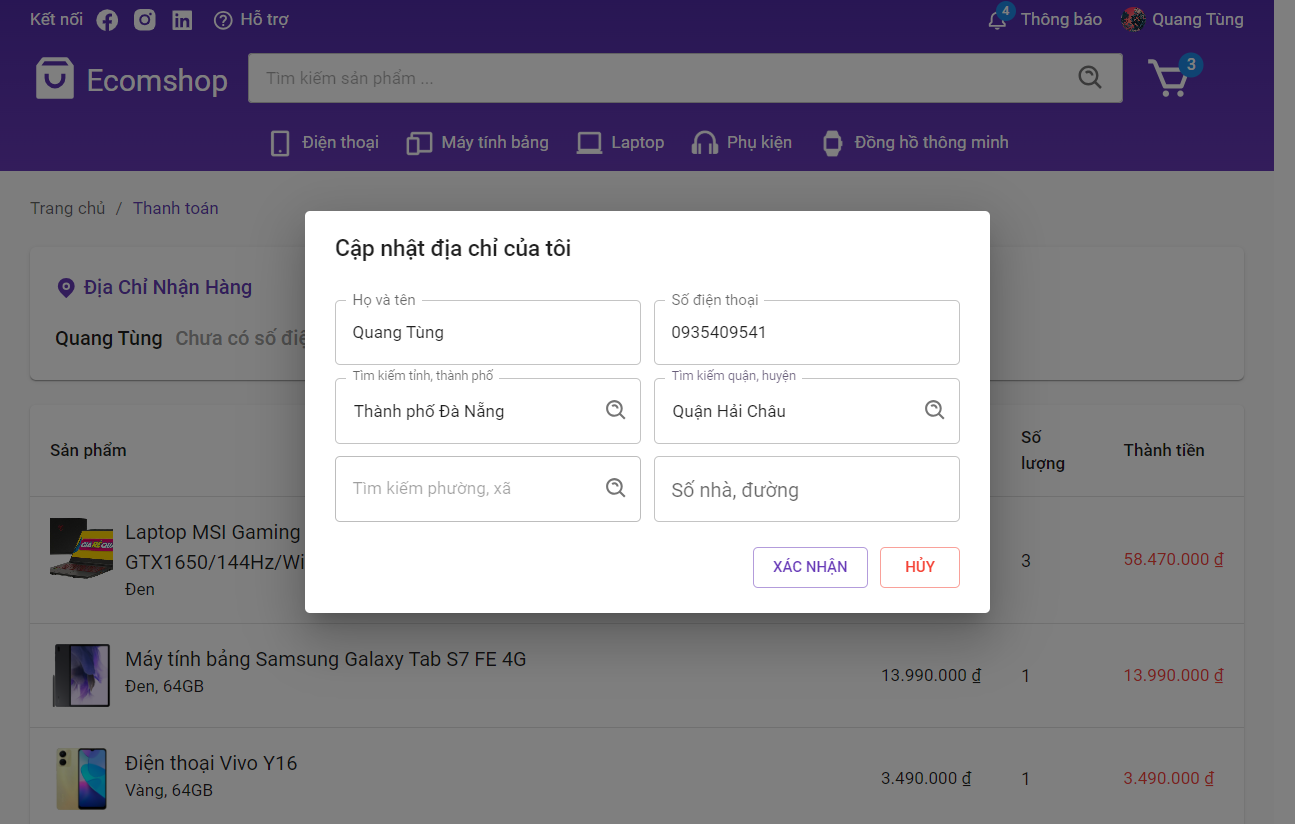 Kết nối
Hỗ trợ
4
Thông báo
Quang Tùng
Ecomshop
Tìm kiếm sản phẩm ...
3
Điện thoại
Máy tính bảng
Laptop
Phụ kiện
Đồng hồ thông minh
Trang chủ / Thanh toán
Cập nhật địa chỉ của tôi
Địa Chỉ Nhận Hàng
Quang Tùng Chưa có số
Họ và tên
Quang Tùng
Số điện thoại
0935409541
Tìm kiếm tỉnh, thành phố
Thành phố Đà Nẵng
Tìm kiếm quận, huyện
Quận Hải Châu
Tìm kiếm phường, xã
Số nhà, đường
XÁC NHẬN
HỦY
Sản phẩm
Số
lượng
Thành tiền
Laptop MSI Gaming
GTX1650/144Hz/Wi
Đen
3
58.470.000 ₫
Máy tính bảng Samsung Galaxy Tab S7 FE 4G
Đen, 64GB
13.990.000 ₫
1
13.990.000 ₫
Điện thoại Vivo Y16
Vàng, 64GB
3.490.000 ₫
1
3.490.000 ₫